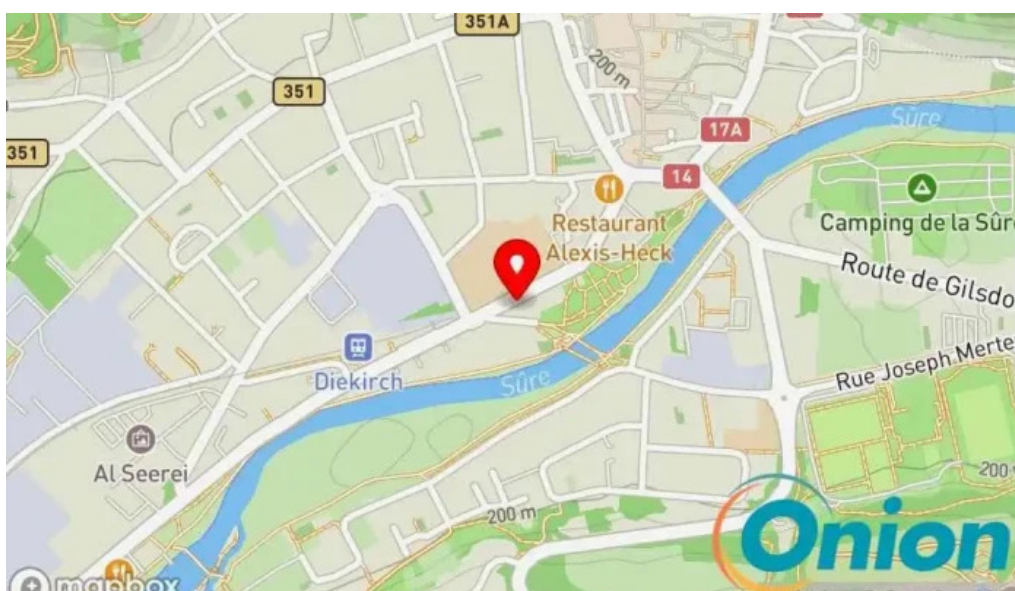 351A
200 m
351
17A
Sûre
351
14
Restaurant
Alexis-Heck
Camping de la Sûr
Route de Gilsdo
Diekirch
Sûre
Rue Joseph Merte
Al Seerei
200
200 m
Onion
mapbox